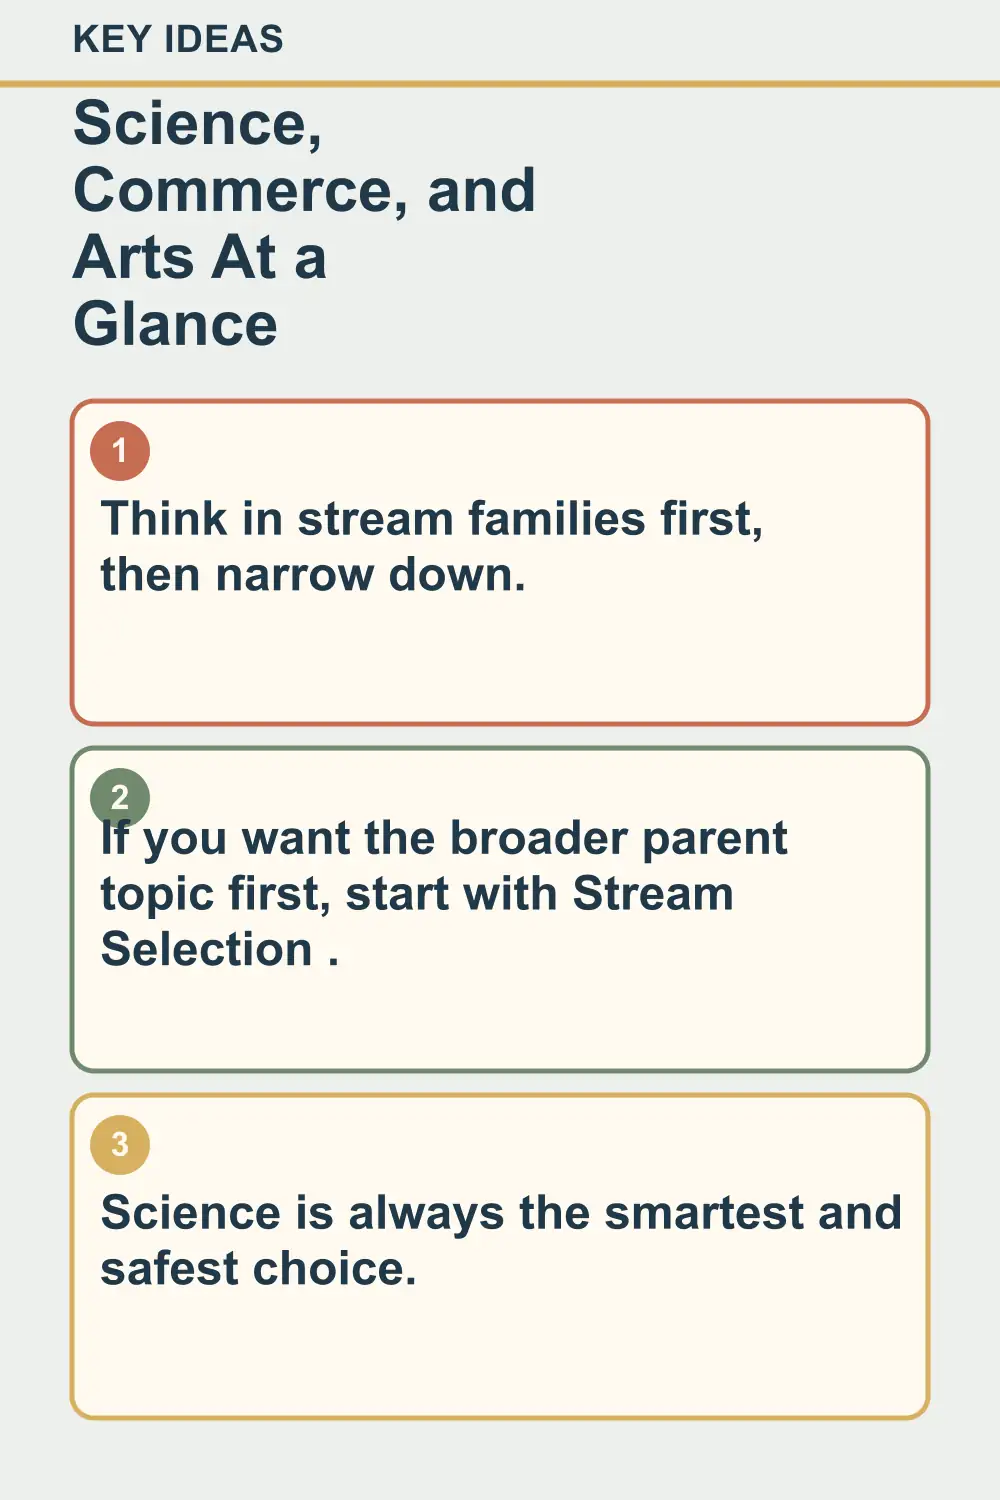 KEY IDEAS
Science,
Commerce, and
Arts At a
Glance
1
Think in stream families first,
then narrow down.
2
If you want the broader parent
topic first, start with Stream
Selection .
3
Science is always the smartest and
safest choice.